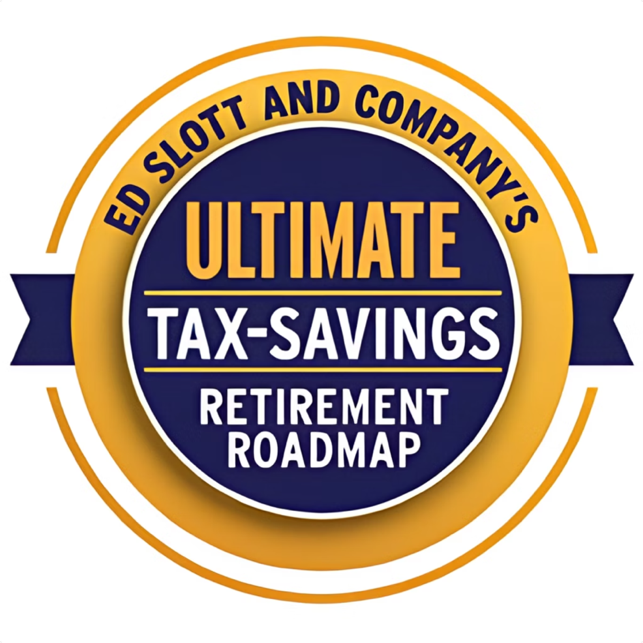 ED SLOTT AND COMPANY'S
ULTIMATE
TAX-SAVINGS
RETIREMENT
ROADMAP